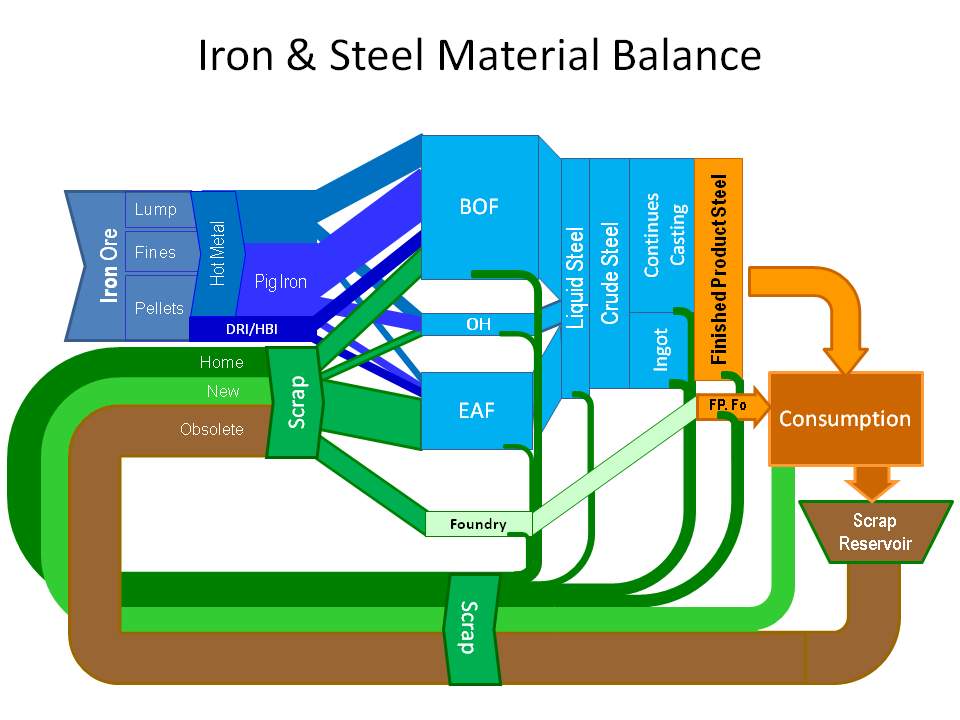 Iron & Steel Material Balance
Iron Ore
Lump
Fines
Pellets
Hot Metal
Pig Iron
DRI/HBI
Home
New
Obsolete
Scrap
BOF
OH
EAF
Foundry
Liquid Steel
Crude Steel
Continues
Casting
Ingot
Finished Product Steel
FP. Fo
Consumption
Scrap
Reservoir
Scrap